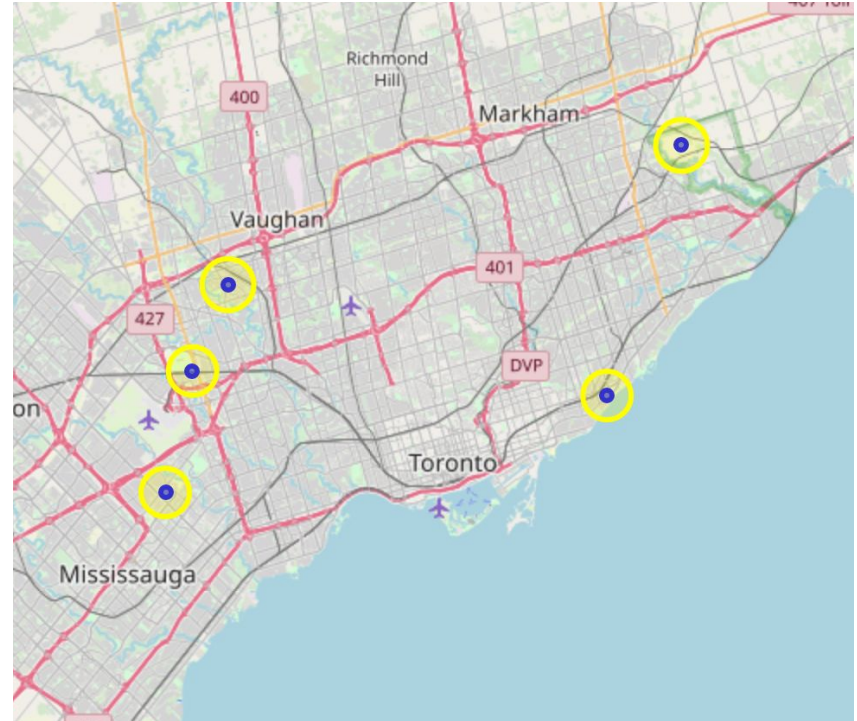 407 Toll
Richmond
Hill
400
Markham
Vaughan
401
427
DVP
on
Toronto
Mississauga